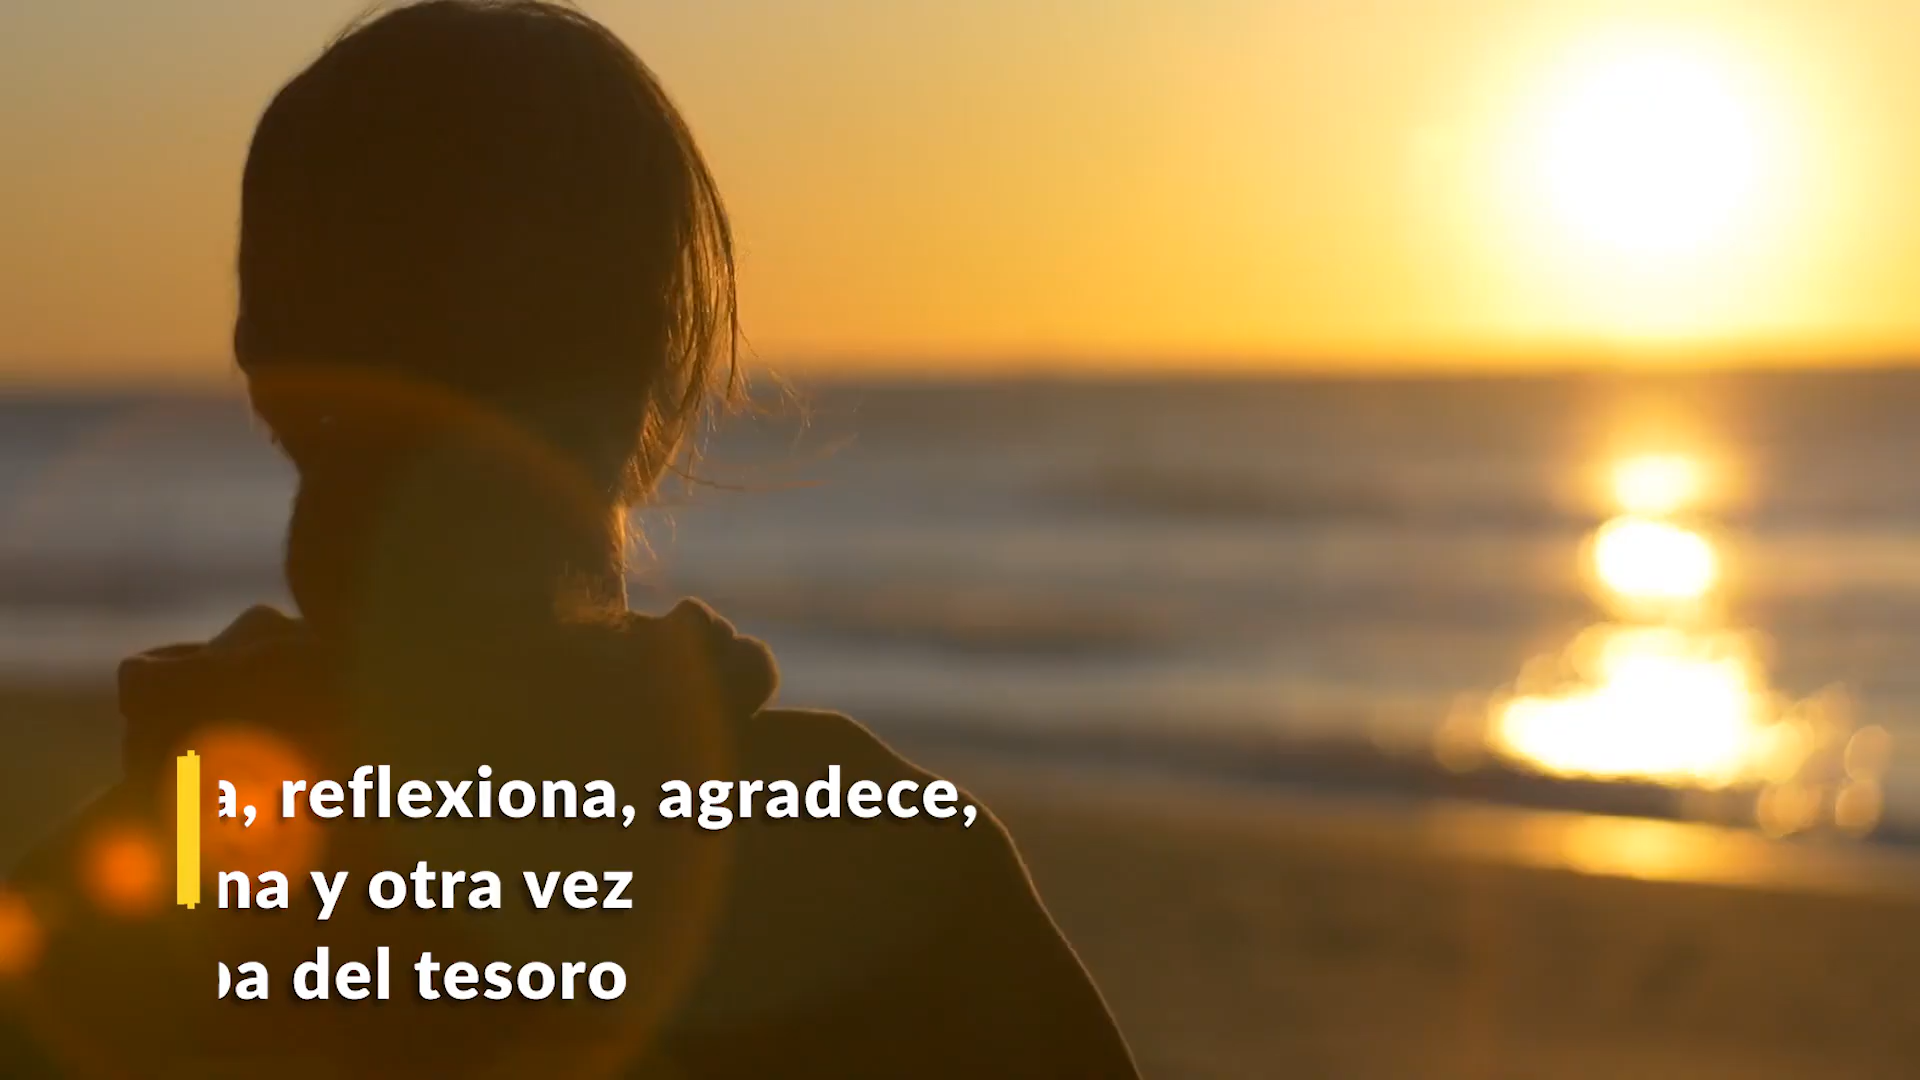 a, reflexiona, agradece,
na y otra vez
a del tesoro